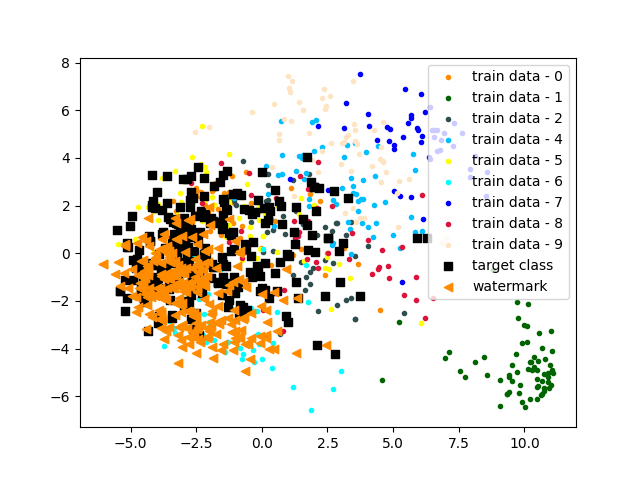 8
6
4
2
0
−2
−4
−6
−5.0
−2.5
0.0
2.5
5.0
7.5
10.0
train data - 0
train data - 1
train data - 2
train data - 4
train data - 5
train data - 6
train data - 7
train data - 8
train data - 9
target class
watermark